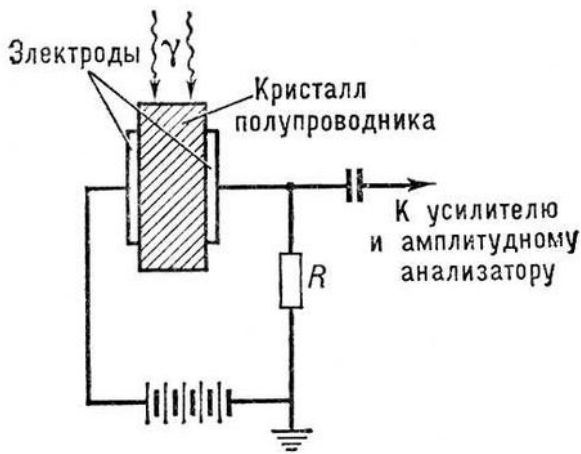 Электроды
γ
Кристалл
полупроводника
К усилителю
и амплитудному
анализатору
R